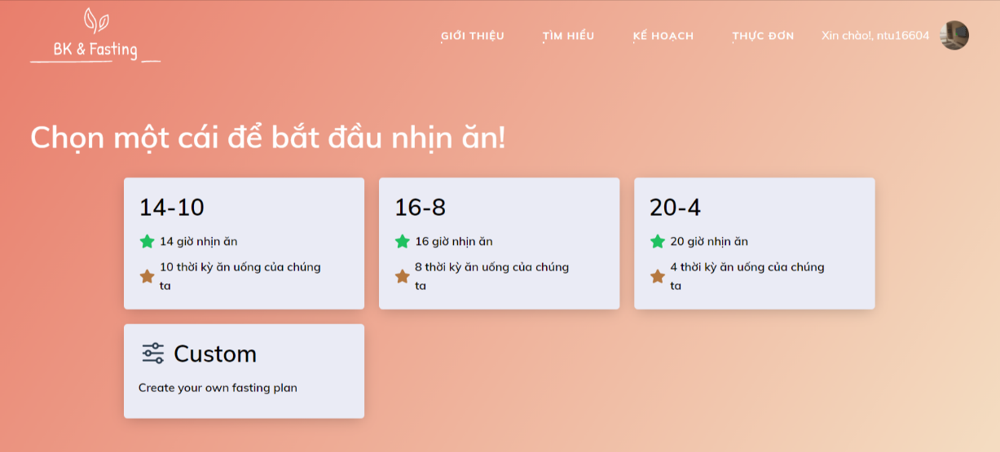 BK & Fasting
GIỚI THIỆU TÌM HIỂU KẾ HOẠCH THỰC ĐƠN Xin chào!, ntu16604
Chọn một cái để bắt đầu nhịn ăn!
14-10
14 giờ nhịn ăn
10 thời kỳ ăn uống của chúng
ta
16-8
16 giờ nhịn ăn
8 thời kỳ ăn uống của chúng
ta
20-4
20 giờ nhịn ăn
4 thời kỳ ăn uống của chúng
ta
Custom
Create your own fasting plan